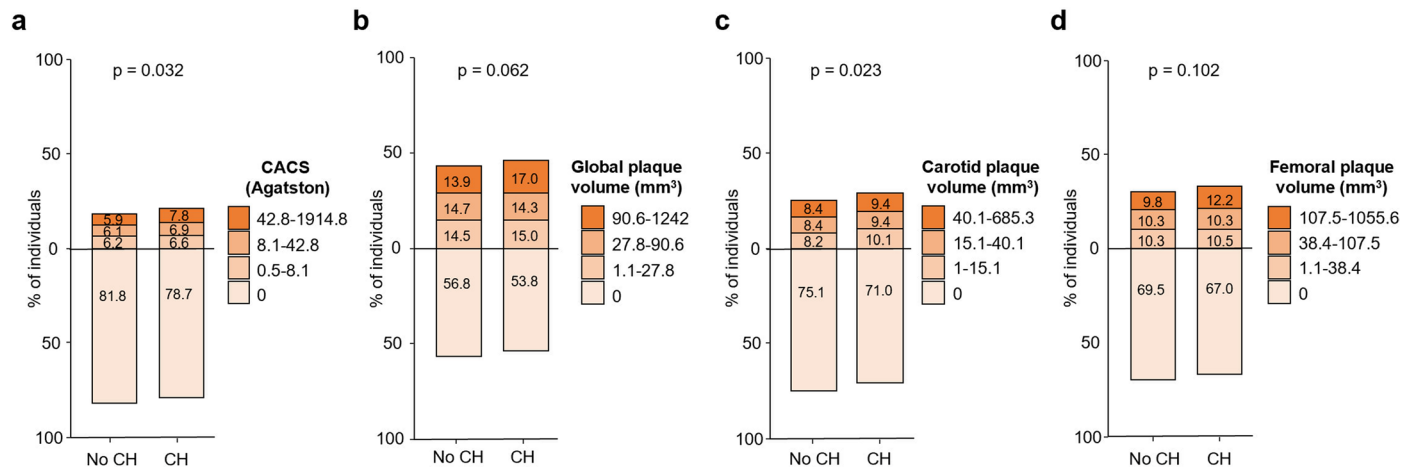 a
100
p = 0.032
50
0
50
100
% of individuals
5.9
6.1
6.2
81.8
7.8
6.9
6.6
78.7
No CH
CH
CACS
(Agatston)
42.8-1914.8
8.1-42.8
0.5-8.1
0
b
100
p = 0.062
50
0
50
100
% of individuals
13.9
14.7
14.5
56.8
17.0
14.3
15.0
53.8
No CH
CH
Global plaque
volume (mm³)
90.6-1242
27.8-90.6
1.1-27.8
0
c
100
p = 0.023
50
0
50
100
% of individuals
8.4
8.4
8.2
75.1
9.4
9.4
10.1
71.0
No CH
CH
Carotid plaque
volume (mm³)
40.1-685.3
15.1-40.1
1-15.1
0
d
100
p = 0.102
50
0
50
100
% of individuals
9.8
10.3
10.3
69.5
12.2
10.3
10.5
67.0
No CH
CH
Femoral plaque
volume (mm³)
107.5-1055.6
38.4-107.5
1.1-38.4
0